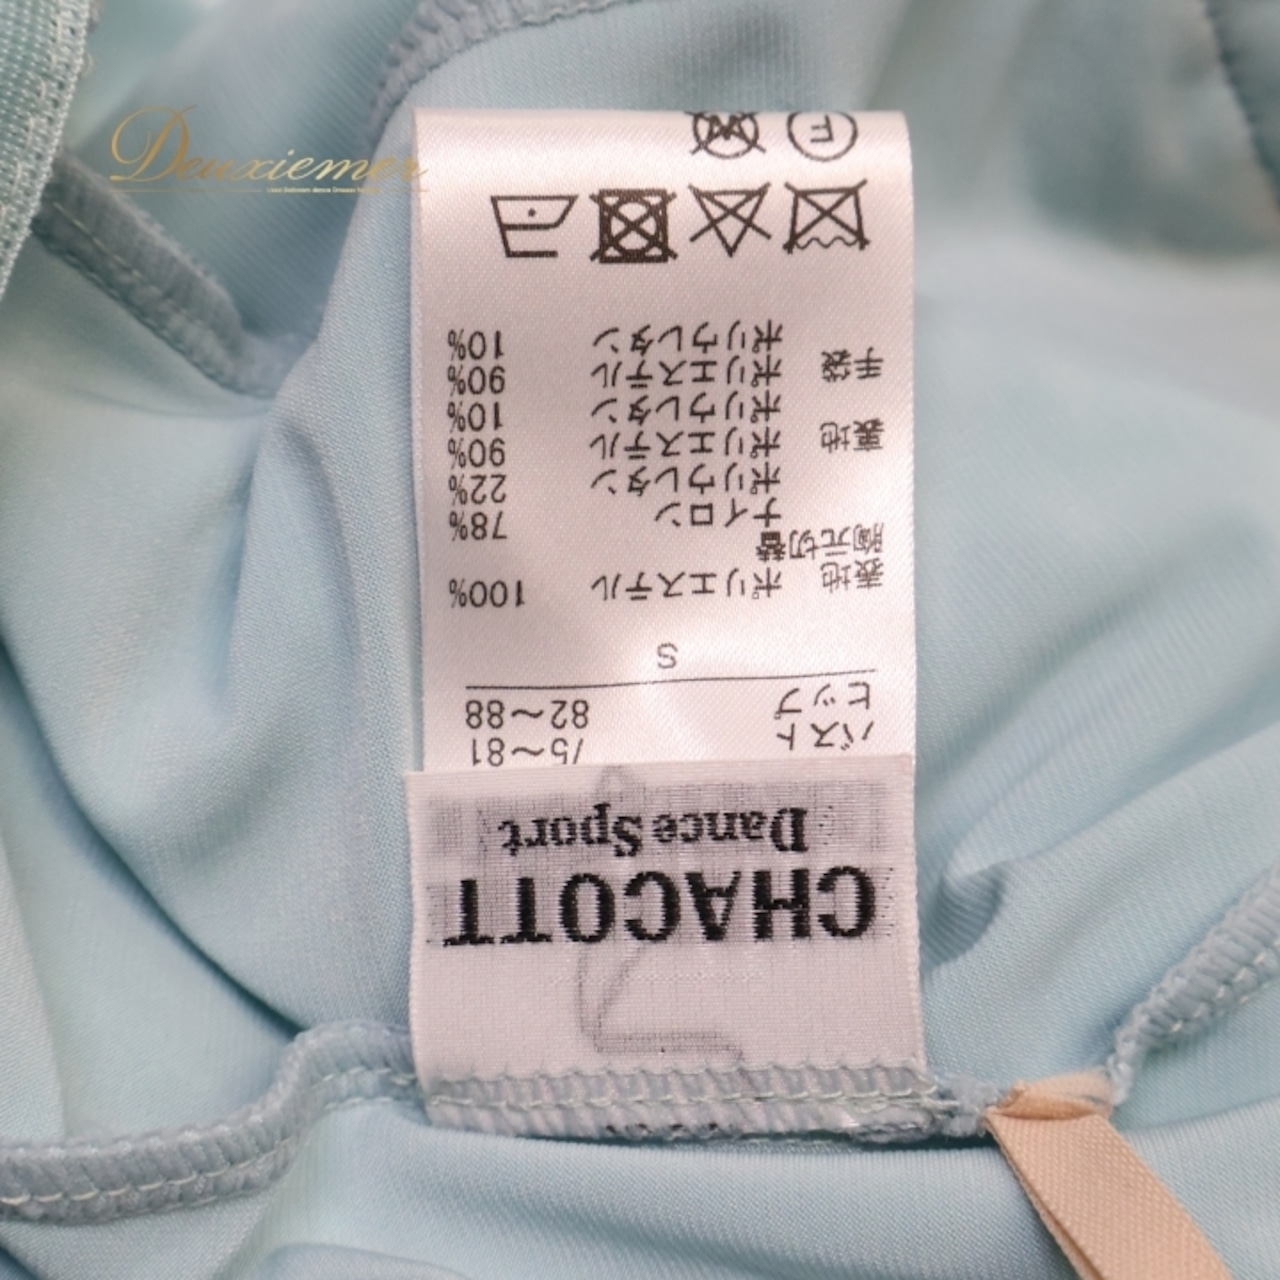 Deuxiemer
CHACOTT
Dance Sport
バスト 75〜81
ヒップ 82〜88
S
表地 ポリエステル 100%
胸元切替
ナイロン 78%
ポリウレタン 22%
裏地 ポリエステル 90%
ポリウレタン 10%
手袋 ポリエステル 90%
ポリウレタン 10%
F W